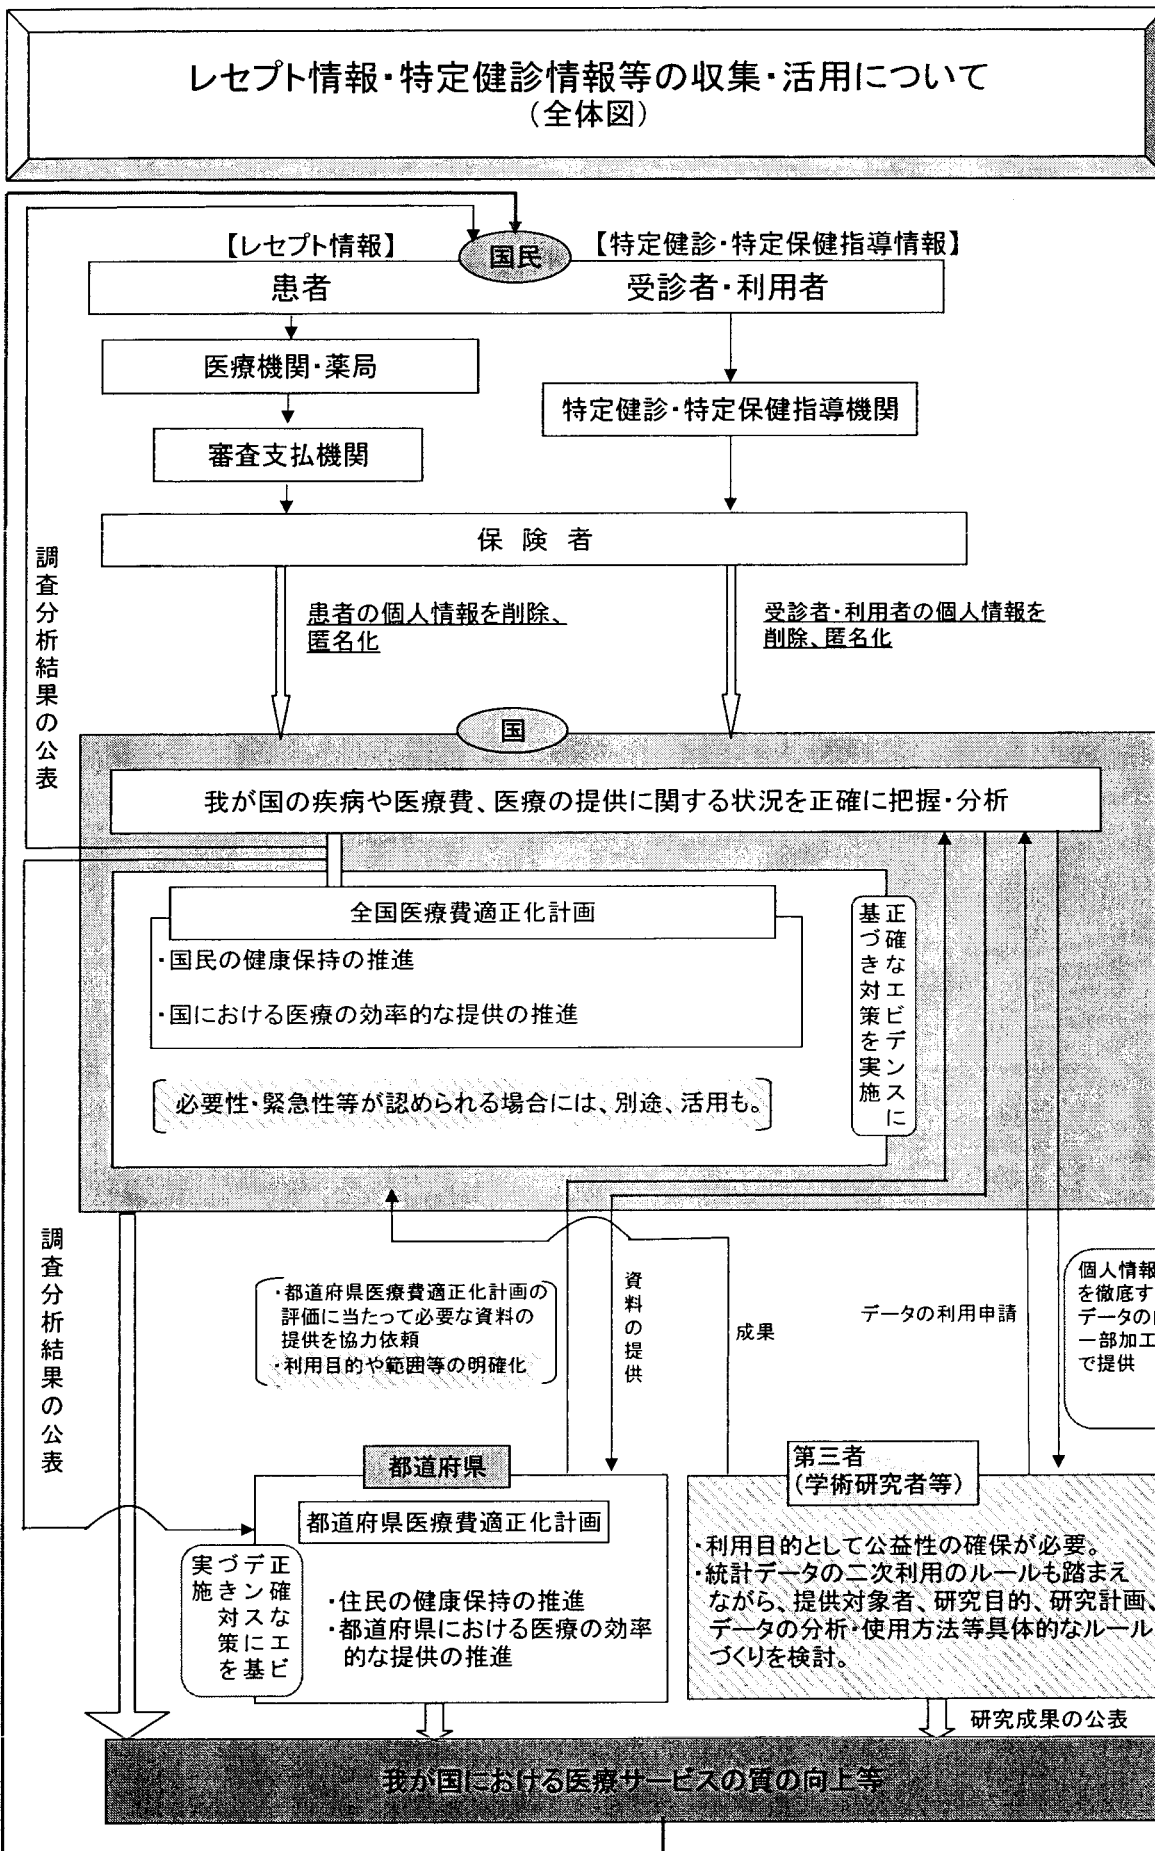 レセプト情報・特定健診情報等の収集・活用について
(全体図)
国民
【レセプト情報】
【特定健診・特定保健指導情報】
患者
受診者・利用者
医療機関・薬局
特定健診・特定保健指導機関
審査支払機関
保険者
患者の個人情報を削除、
匿名化
受診者・利用者の個人情報を
削除、匿名化
調査分析結果の公表
国
我が国の疾病や医療費、医療の提供に関する状況を正確に把握・分析
全国医療費適正化計画
・国民の健康保持の推進
・国における医療の効率的な提供の推進
必要性・緊急性等が認められる場合には、別途、活用も。
正確なエビデンスに
基づき対策を実施
調査分析結果の公表
・都道府県医療費適正化計画の
評価に当たって必要な資料の
提供を協力依頼
・利用目的や範囲等の明確化
資料の提供
成果
データの利用申請
個人情報
を徹底す
データの
一部加工
で提供
都道府県
都道府県医療費適正化計画
正確なエビ
デンスに基
づき対策を
実施
・住民の健康保持の推進
・都道府県における医療の効率
的な提供の推進
第三者
(学術研究者等)
・利用目的として公益性の確保が必要。
・統計データの二次利用のルールも踏まえ
ながら、提供対象者、研究目的、研究計画、
データの分析・使用方法等具体的なルール
づくりを検討。
研究成果の公表
我が国における医療サービスの質の向上等